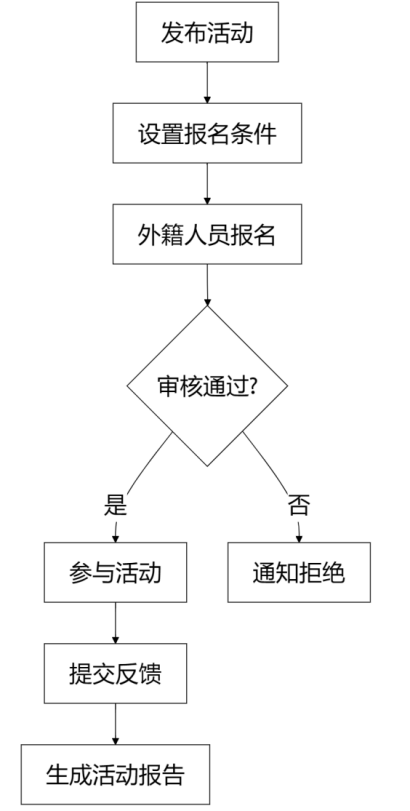 发布活动
设置报名条件
外籍人员报名
审核通过?
是
否
参与活动
通知拒绝
提交反馈
生成活动报告